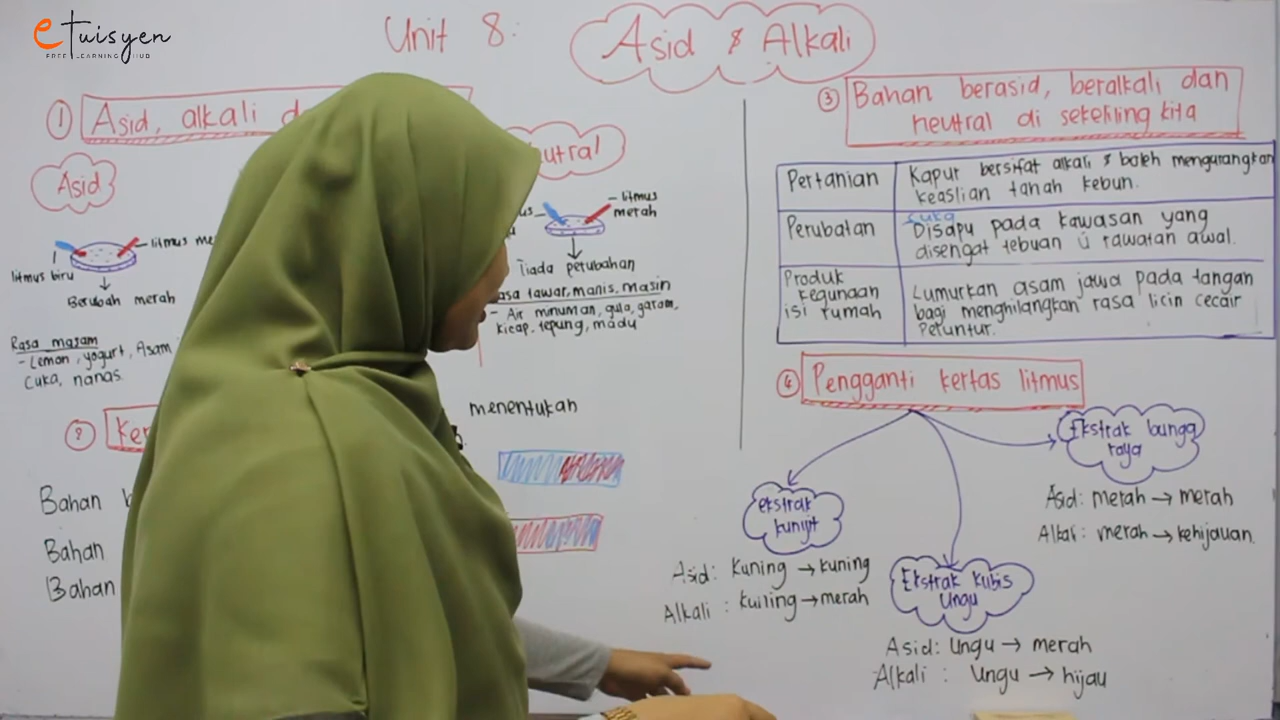 eTuisyen
FREE LEARNING HUB
Unit 8:
Asid & Alkali
① Asid, alkali d
Asid
litmus me
litmus biru
Berubah merah
Rasa masam
- Lemon, yogurt, Asam
Cuka, nanas.
utral
litmus
merah
Tiada perubahan
asa tawar, manis, masin
- Air minuman, gula, garam,
kicap, tepung, madu
Ker
menentukan
Bahan b
Bahan
Bahan
③ Bahan berasid, beralkali dan
neutral di sekeliling kita
Pertanian
Kapur bersifat alkali & boleh mengurangkan
keaslian tanah kebun.
Perubatan
Cuka
Disapu pada kawasan yang
disengat tebuan ü rawatan awal.
Produk
kegunaan
isi rumah
Lumurkan asam jawa pada tangan
bagi menghilangkan rasa licin cecair
Peluntur.
④ Pengganti kertas litmus
Ekstrak kunyit
Asid: Kuning → kuning
Alkali : kuning → merah
Ekstrak kubis
Ungu
Asid: Ungu → merah
Alkali : Ungu → hijau
Ekstrak bunga
raya
Asid: merah → merah
Alkali: merah → kehijauan.